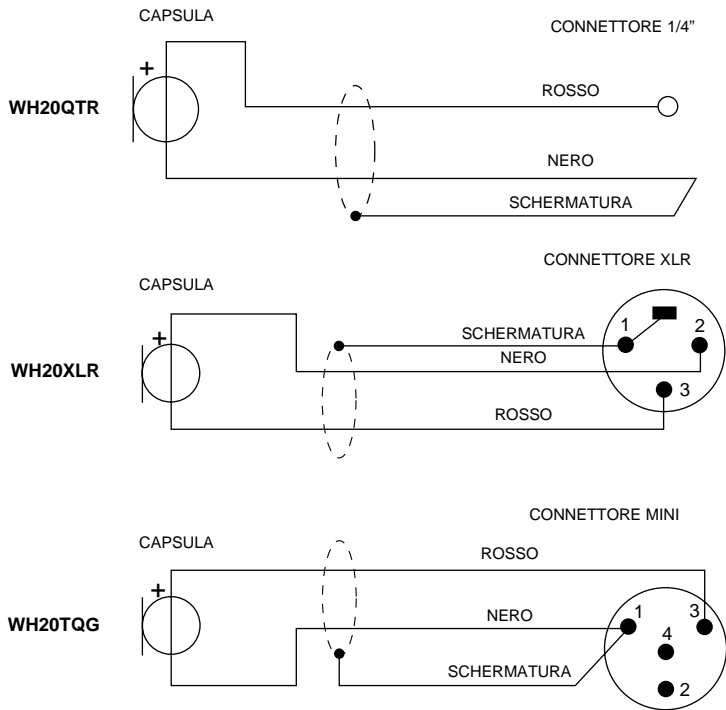 CAPSULA
CONNETTORE 1/4”
+
ROSSO
WH20QTR
NERO
SCHERMATURA
CONNETTORE XLR
CAPSULA
+
SCHERMATURA
1
2
NERO
WH20XLR
3
ROSSO
CONNETTORE MINI
CAPSULA
ROSSO
+
NERO
1
3
WH20TQG
4
SCHERMATURA
2